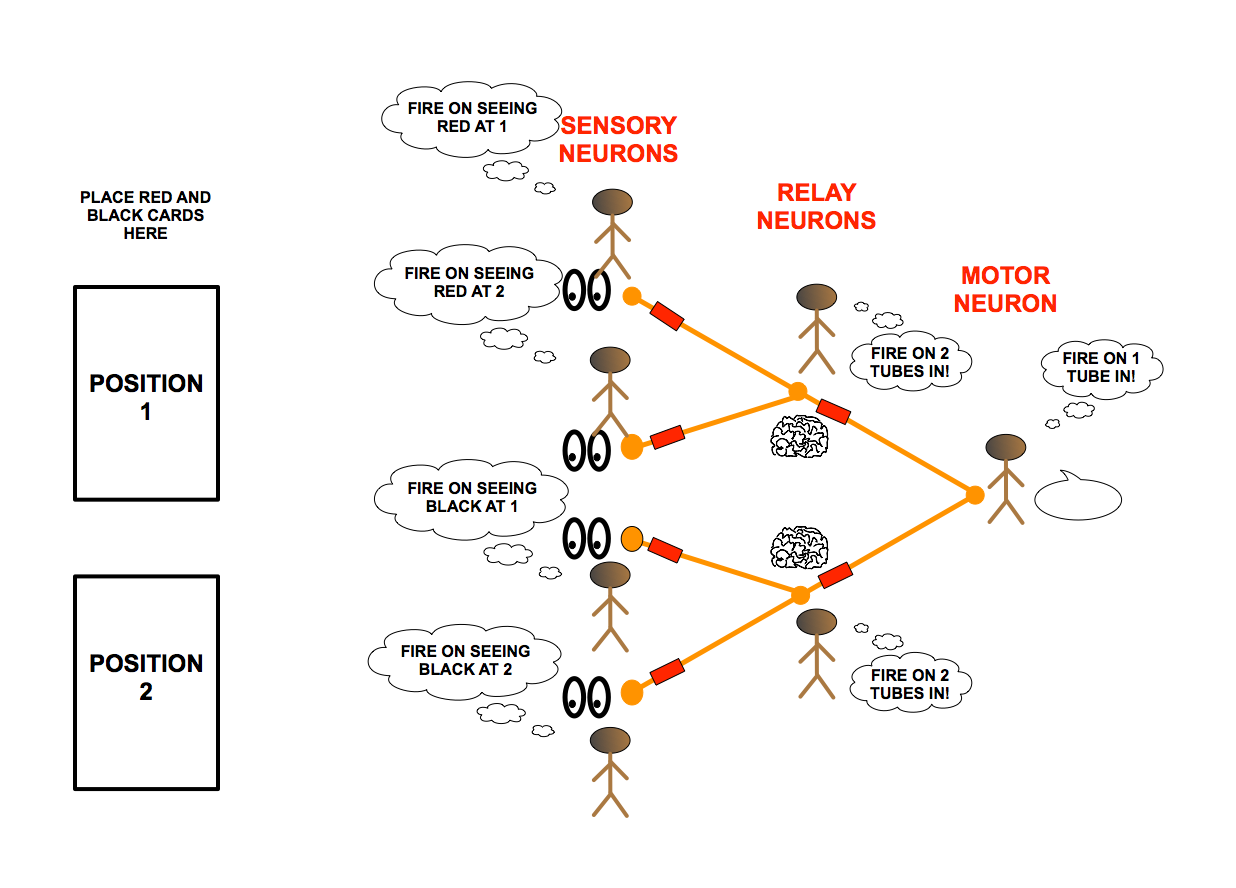 FIRE ON SEEING
RED AT 1
SENSORY
NEURONS
PLACE RED AND
BLACK CARDS
HERE
RELAY
NEURONS
FIRE ON SEEING
RED AT 2
MOTOR
NEURON
FIRE ON 2
TUBES IN!
FIRE ON 1
TUBE IN!
POSITION
1
FIRE ON SEEING
BLACK AT 1
FIRE ON SEEING
BLACK AT 2
POSITION
2
FIRE ON 2
TUBES IN!